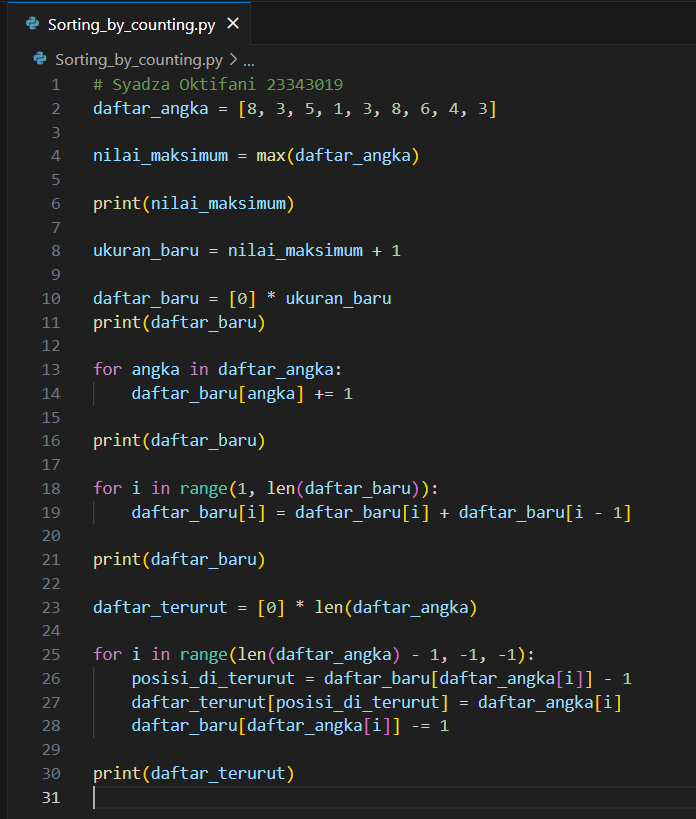 Sorting_by_counting.py ×
Sorting_by_counting.py > ...
1 # Syadza Oktifani 23343019
2 daftar_angka = [8, 3, 5, 1, 3, 8, 6, 4, 3]
3
4 nilai_maksimum = max(daftar_angka)
5
6 print(nilai_maksimum)
7
8 ukuran_baru = nilai_maksimum + 1
9
10 daftar_baru = [0] * ukuran_baru
11 print(daftar_baru)
12
13 for angka in daftar_angka:
14     daftar_baru[angka] += 1
15
16 print(daftar_baru)
17
18 for i in range(1, len(daftar_baru)):
19     daftar_baru[i] = daftar_baru[i] + daftar_baru[i - 1]
20
21 print(daftar_baru)
22
23 daftar_terurut = [0] * len(daftar_angka)
24
25 for i in range(len(daftar_angka) - 1, -1, -1):
26     posisi_di_terurut = daftar_baru[daftar_angka[i]] - 1
27     daftar_terurut[posisi_di_terurut] = daftar_angka[i]
28     daftar_baru[daftar_angka[i]] -= 1
29
30 print(daftar_terurut)
31